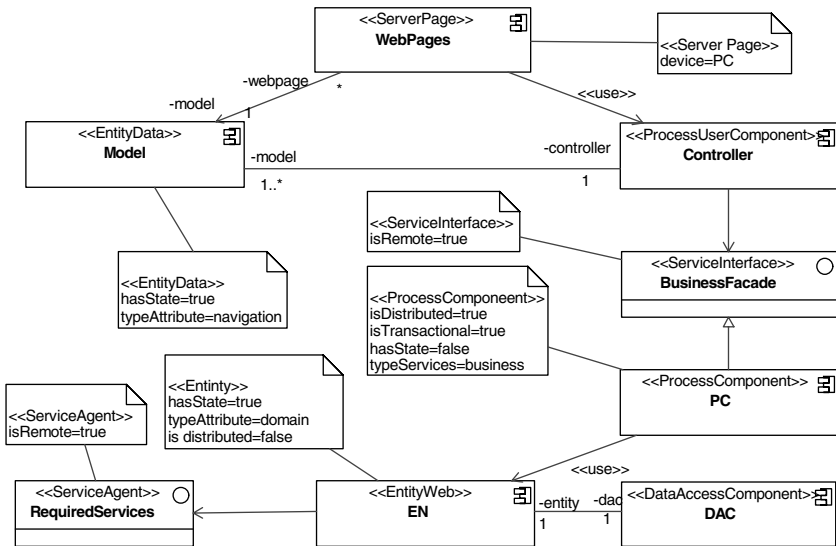 <<ServerPage>>
WebPages
<<Server Page>>
device=PC
-webpage
*
<<use>>
-model
1
<<EntityData>>
Model
-model
1..*
-controller
1
<<ProcessUserComponent>>
Controller
<<ServiceInterface>>
isRemote=true
<<EntityData>>
hasState=true
typeAttribute=navigation
<<ServiceInterface>>
BusinessFacade
<<ProcessComponeent>>
isDistributed=true
isTransactional=true
hasState=false
typeServices=business
<<Entinty>>
hasState=true
typeAttribute=domain
is distributed=false
<<ProcessComponent>>
PC
<<ServiceAgent>>
isRemote=true
<<use>>
<<ServiceAgent>>
RequiredServices
<<EntityWeb>>
EN
-entity
1
-dac
1
<<DataAccessComponent>>
DAC